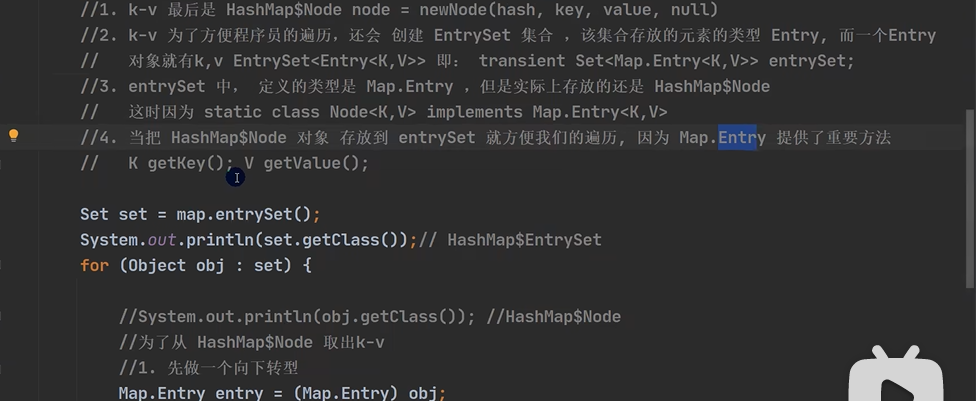 //1. k-v 最后是 HashMap$Node node = newNode(hash, key, value, null)
//2. k-v 为了方便程序员的遍历，还会 创建 EntrySet 集合 ，该集合存放的元素的类型 Entry, 而一个Entry
//   对象就有k,v EntrySet<Entry<K,V>> 即： transient Set<Map.Entry<K,V>> entrySet;
//3. entrySet 中， 定义的类型是 Map.Entry ，但是实际上存放的还是 HashMap$Node
//   这时因为 static class Node<K,V> implements Map.Entry<K,V>
//4. 当把 HashMap$Node 对象 存放到 entrySet 就方便我们的遍历, 因为 Map.Entry 提供了重要方法
//   K getKey(); V getValue();
Set set = map.entrySet();
System.out.println(set.getClass());// HashMap$EntrySet
for (Object obj : set) {
//System.out.println(obj.getClass()); //HashMap$Node
//为了从 HashMap$Node 取出k-v
//1. 先做一个向下转型
Map.Entry entry = (Map.Entry) obj;